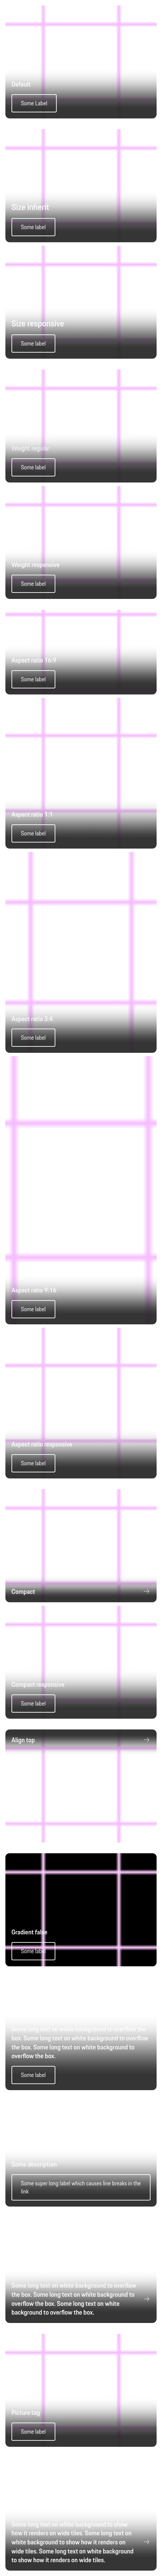 Default
Some Label
Size inherit
Some label
Size responsive
Some label
Weight regular
Some label
Weight responsive
Some label
Aspect ratio 16:9
Some label
Aspect ratio 1:1
Some label
Aspect ratio 3:4
Some label
Aspect ratio 9:16
Some label
Aspect ratio responsive
Some label
Compact
Compact responsive
Some label
Align top
Gradient false
Some label
box. Some long text on white background to overflow
the box. Some long text on white background to
overflow the box.
Some label
Some description
Some super long label which causes line breaks in the
link
Some long text on white background to overflow
the box. Some long text on white background to
overflow the box. Some long text on white
background to overflow the box.
Picture tag
Some label
Some long text on white background to show
how it renders on wide tiles. Some long text on
white background to show how it renders on wide
tiles. Some long text on white background
to show how it renders on wide tiles.